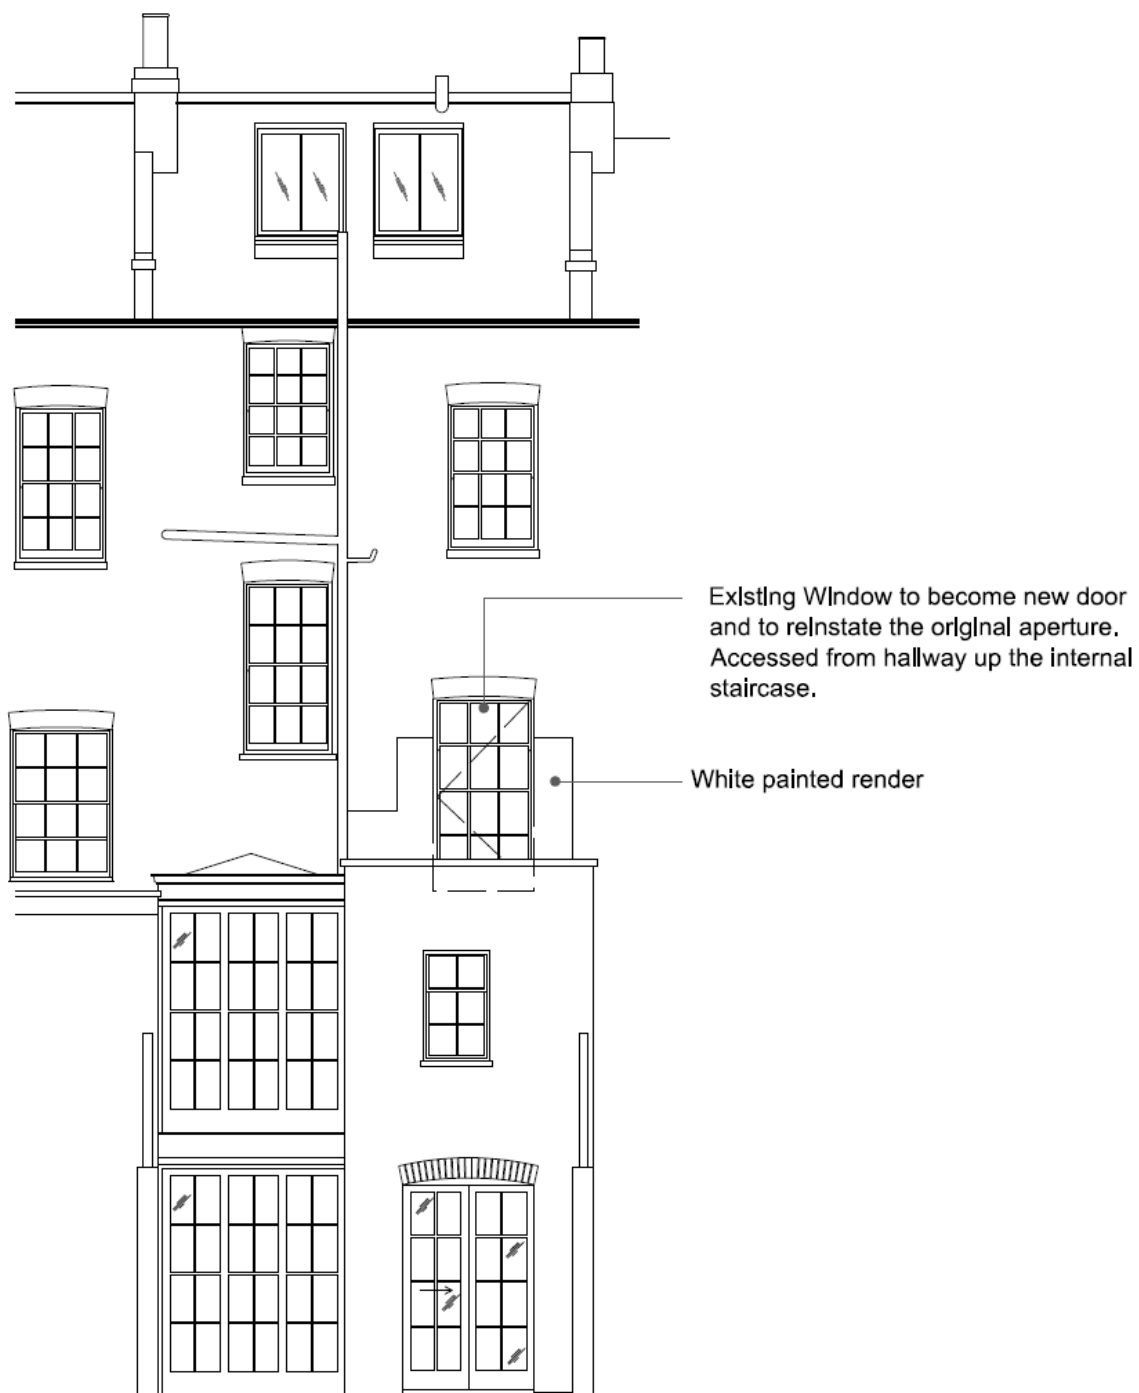 Existing Window to become new door
and to reinstate the original aperture.
Accessed from hallway up the internal
staircase.
White painted render